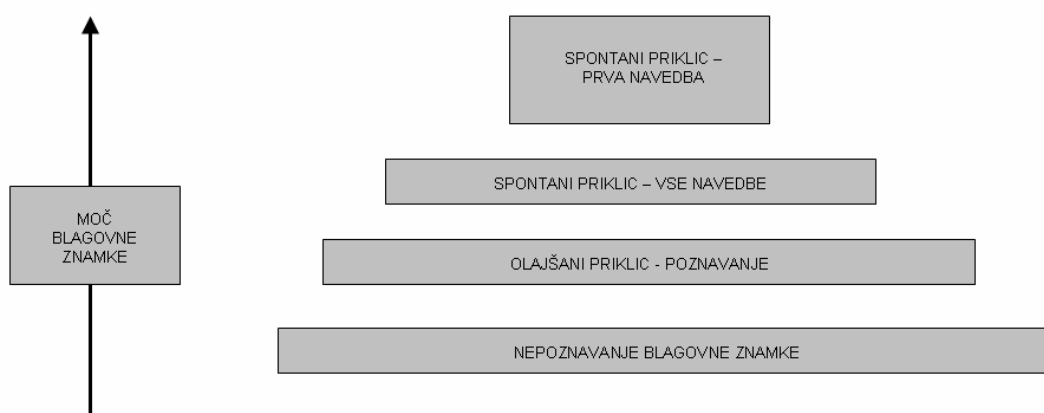 SPONTANI PRIKLIC –
PRVA NAVEDBA
SPONTANI PRIKLIC – VSE NAVEDBE
MOČ
BLAGOVNE
ZNAMKE
OLAJŠANI PRIKLIC - POZNAVANJE
NEPOZNAVANJE BLAGOVNE ZNAMKE